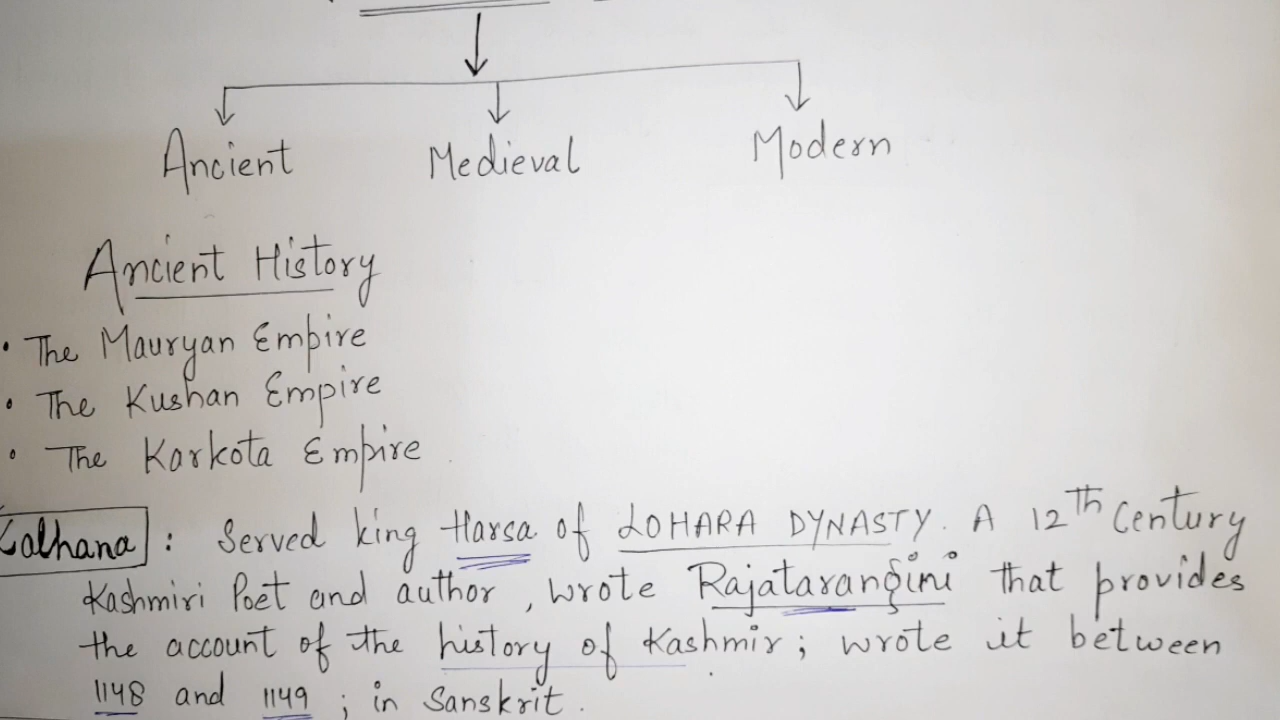 Ancient Medieval Modern
Ancient History
• The Mauryan Empire
• The Kushan Empire
• The Karkota Empire
Kalhana : Served king Harsa of LOHARA DYNASTY. A 12Th Century
Kashmiri Poet and author, wrote Rajatarangini that provides
the account of the history of Kashmir; wrote it between
1148 and 1149 ; in Sanskrit.